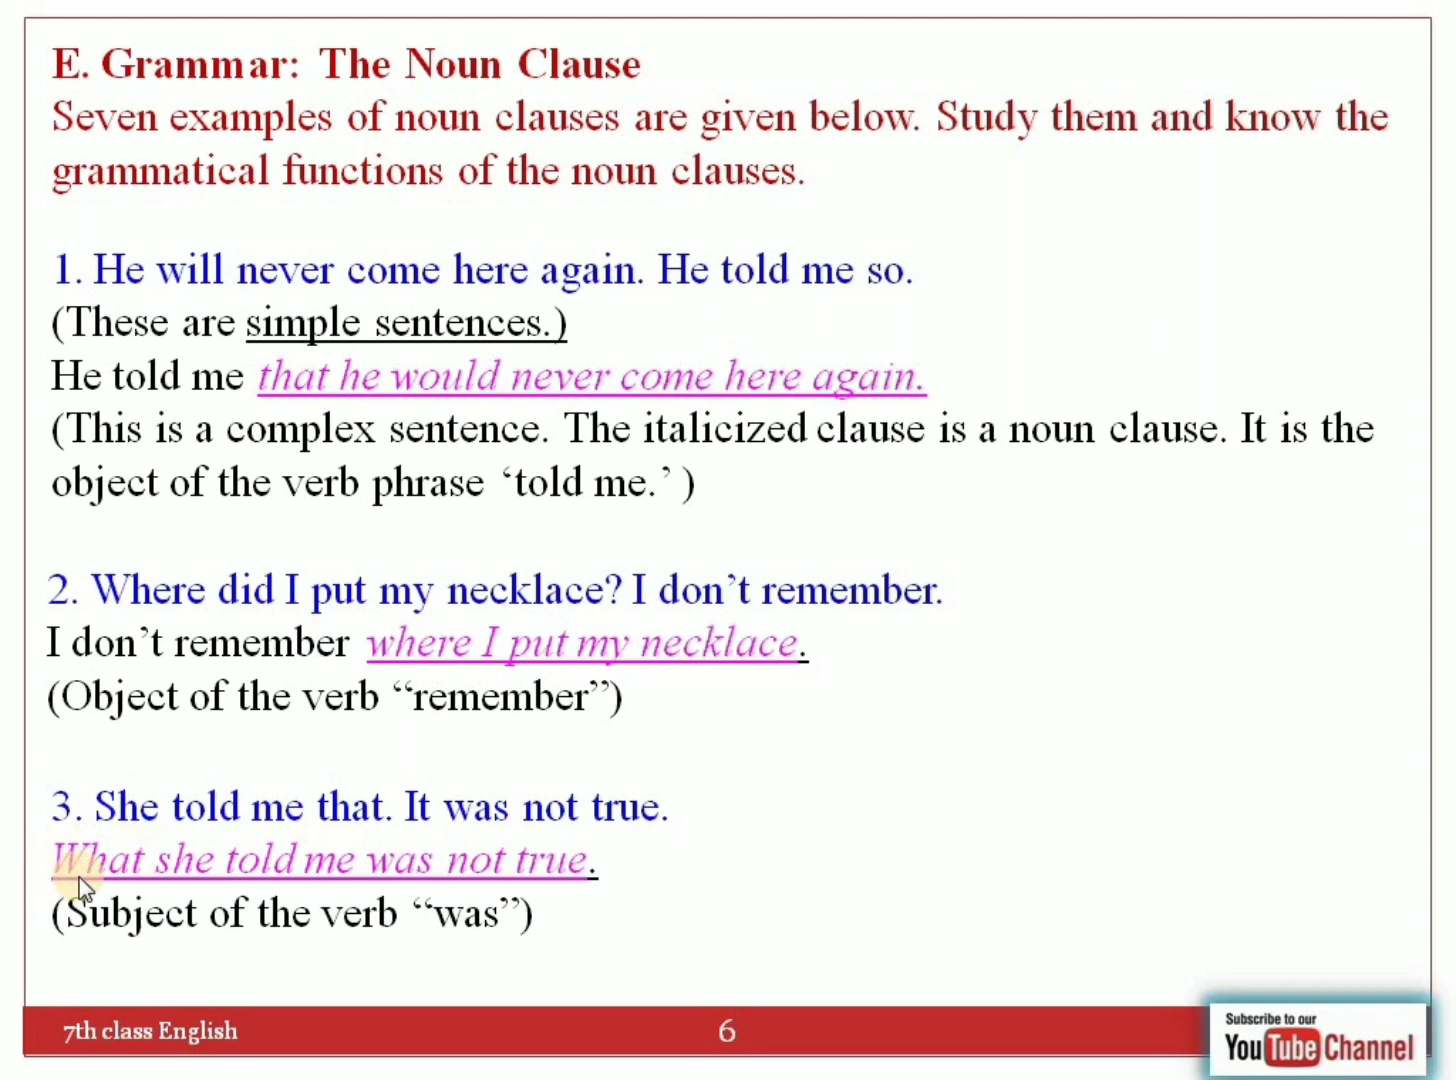 E. Grammar: The Noun Clause
Seven examples of noun clauses are given below. Study them and know the
grammatical functions of the noun clauses.
1. He will never come here again. He told me so.
(These are simple sentences.)
He told me that he would never come here again.
(This is a complex sentence. The italicized clause is a noun clause. It is the
object of the verb phrase ‘told me.’ )
2. Where did I put my necklace? I don’t remember.
I don’t remember where I put my necklace.
(Object of the verb “remember”)
3. She told me that. It was not true.
What she told me was not true.
(Subject of the verb “was”)
7th class English
6
Subscribe to our
YouTube Channel